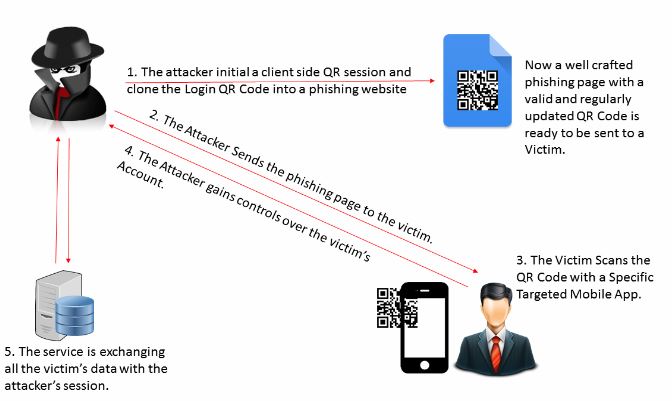 1. The attacker initial a client side QR session and
clone the Login QR Code into a phishing website
Now a well crafted
phishing page with a
valid and regularly
updated QR Code is
ready to be sent to a
Victim.
2. The Attacker Sends the phishing page to the victim.
4. The Attacker gains controls over the victim's
Account.
3. The Victim Scans the
QR Code with a Specific
Targeted Mobile App.
5. The service is exchanging
all the victim's data with the
attacker's session.